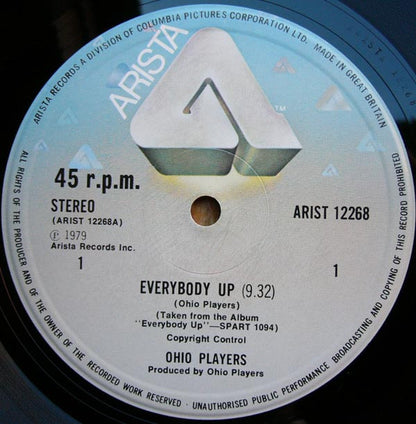 ARISTA RECORDS A DIVISION OF COLUMBIA PICTURES CORPORATION LTD. MADE IN GREAT BRITAIN
ARISTA
TM
45 r.p.m.
STEREO
(ARIST 12268A)
ARIST 12268
℗ 1979
Arista Records Inc.
1
1
EVERYBODY UP (9.32)
(Ohio Players)
(Taken from the Album
"Everybody Up"—SPART 1094)
Copyright Control
OHIO PLAYERS
Produced by Ohio Players
ALL RIGHTS OF THE PRODUCER AND OF THE OWNER OF THE RECORDED WORK RESERVED · UNAUTHORISED PUBLIC PERFORMANCE BROADCASTING AND COPYING OF THIS RECORD PROHIBITED